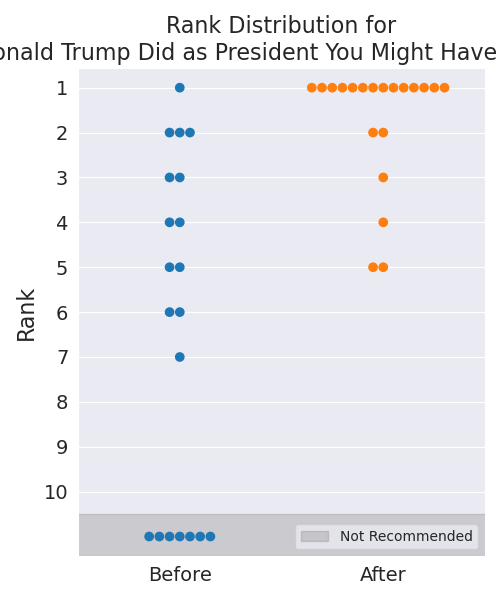 Rank Distribution for
onald Trump Did as President You Might Have
1
2
3
4
5
6
7
8
9
10
Rank
Not Recommended
Before
After